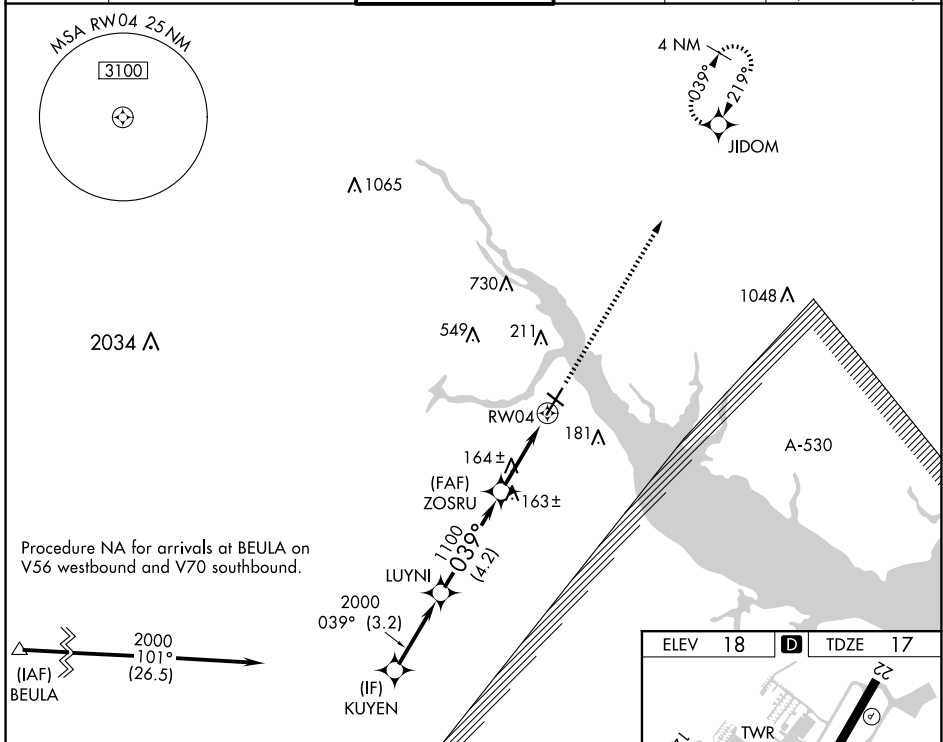 MSA RW04 25 NM
3100
4 NM
039°
219°
JIDOM
1065
730
1048
2034
549
211
RW04
181
A-530
164±
(FAF)
ZOSRU
163±
Procedure NA for arrivals at BEULA on
V56 westbound and V70 southbound.
1100
039°
(4.2)
LUYNI
2000
039° (3.2)
2000
101°
(26.5)
(IAF)
BEULA
(IF)
KUYEN
ELEV 18 D TDZE 17
22
P
TWR